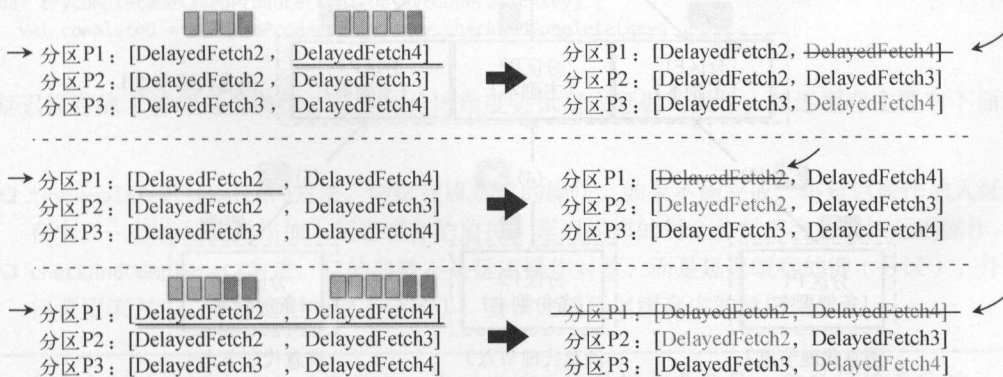 分区P1：[DelayedFetch2， DelayedFetch4] 分区P1：[DelayedFetch2，DelayedFetch4]
分区P2：[DelayedFetch2， DelayedFetch3] 分区P2：[DelayedFetch2，DelayedFetch3]
分区P3：[DelayedFetch3， DelayedFetch4] 分区P3：[DelayedFetch3，DelayedFetch4]
分区P1：[DelayedFetch2 ，DelayedFetch4] 分区P1：[DelayedFetch2，DelayedFetch4]
分区P2：[DelayedFetch2 ，DelayedFetch3] 分区P2：[DelayedFetch2，DelayedFetch3]
分区P3：[DelayedFetch3 ，DelayedFetch4] 分区P3：[DelayedFetch3，DelayedFetch4]
分区P1：[DelayedFetch2 ，DelayedFetch4] 分区P1：[DelayedFetch2，DelayedFetch4]
分区P2：[DelayedFetch2 ，DelayedFetch3] 分区P2：[DelayedFetch2，DelayedFetch3]
分区P3：[DelayedFetch3 ，DelayedFetch4] 分区P3：[DelayedFetch3，DelayedFetch4]